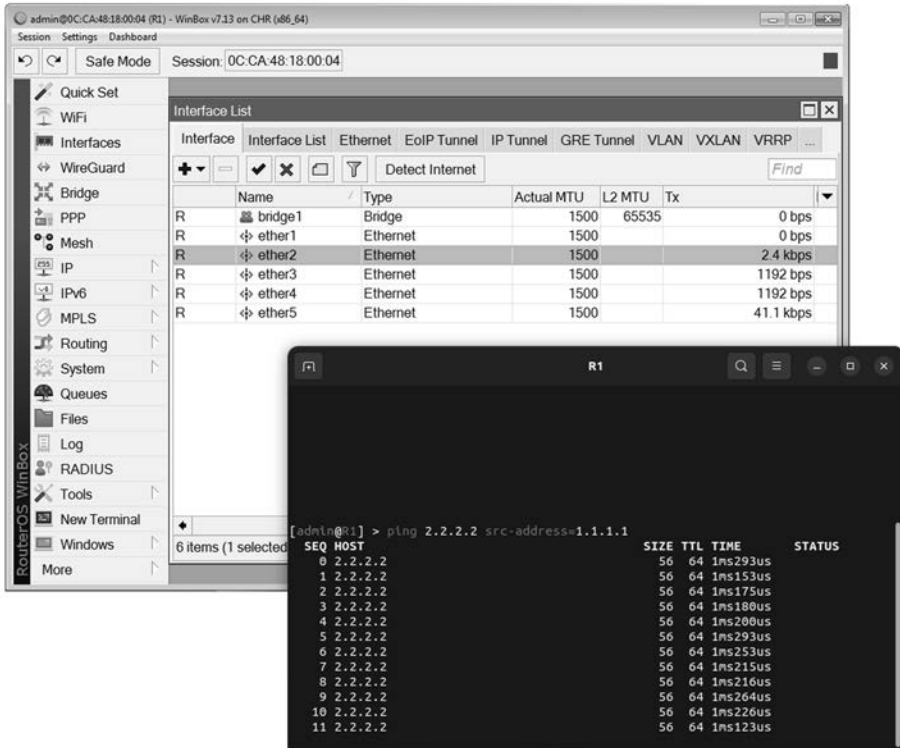 admin@0C:CA:48:18:00:04 (R1) - WinBox v7.13 on CHR (x86_64)
Session Settings Dashboard
Safe Mode Session: 0C:CA:48:18:00:04
Quick Set
WiFi
Interfaces
WireGuard
Bridge
PPP
Mesh
IP
IPv6
MPLS
Routing
System
Queues
Files
Log
RADIUS
Tools
New Terminal
Windows
More
RouterOS WinBox
Interface List
Interface Interface List Ethernet EoIP Tunnel IP Tunnel GRE Tunnel VLAN VXLAN VRRP ...
Detect Internet Find
Name Type Actual MTU L2 MTU Tx
R bridge1 Bridge 1500 65535 0 bps
R ether1 Ethernet 1500 0 bps
R ether2 Ethernet 1500 2.4 kbps
R ether3 Ethernet 1500 1192 bps
R ether4 Ethernet 1500 1192 bps
R ether5 Ethernet 1500 41.1 kbps
6 items (1 selected
R1
[admin@R1] > ping 2.2.2.2 src-address=1.1.1.1
SEQ HOST SIZE TTL TIME STATUS
0 2.2.2.2 56 64 1ms293us
1 2.2.2.2 56 64 1ms153us
2 2.2.2.2 56 64 1ms175us
3 2.2.2.2 56 64 1ms180us
4 2.2.2.2 56 64 1ms200us
5 2.2.2.2 56 64 1ms293us
6 2.2.2.2 56 64 1ms253us
7 2.2.2.2 56 64 1ms215us
8 2.2.2.2 56 64 1ms216us
9 2.2.2.2 56 64 1ms264us
10 2.2.2.2 56 64 1ms226us
11 2.2.2.2 56 64 1ms123us